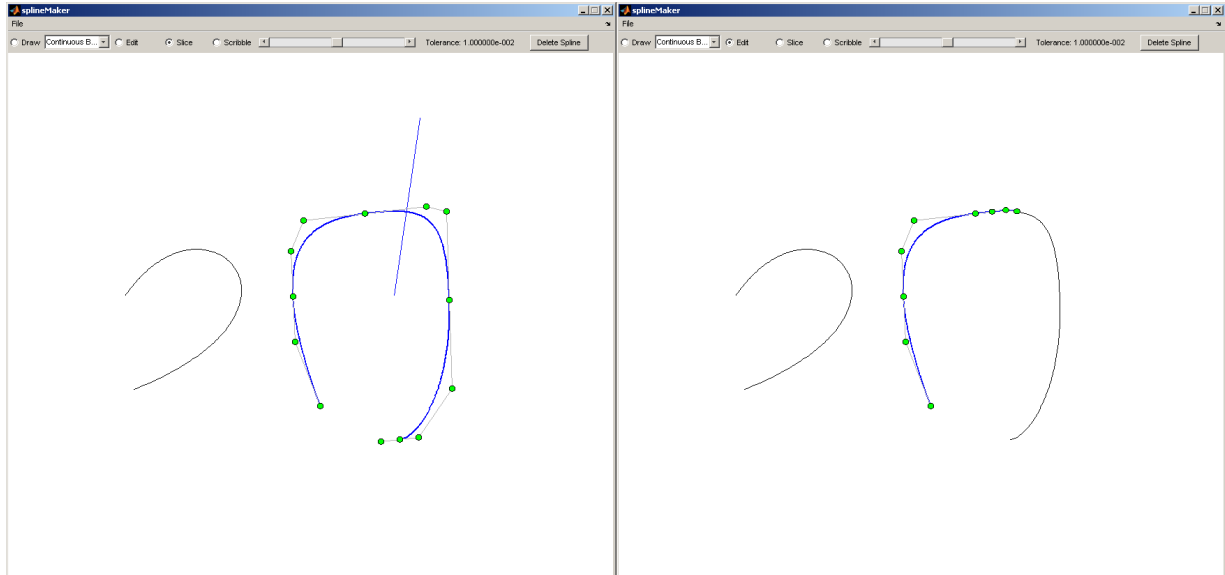 splineMaker
File
Draw Continuous B... Edit Slice Scribble Tolerance: 1.000000e-002 Delete Spline
splineMaker
File
Draw Continuous B... Edit Slice Scribble Tolerance: 1.000000e-002 Delete Spline